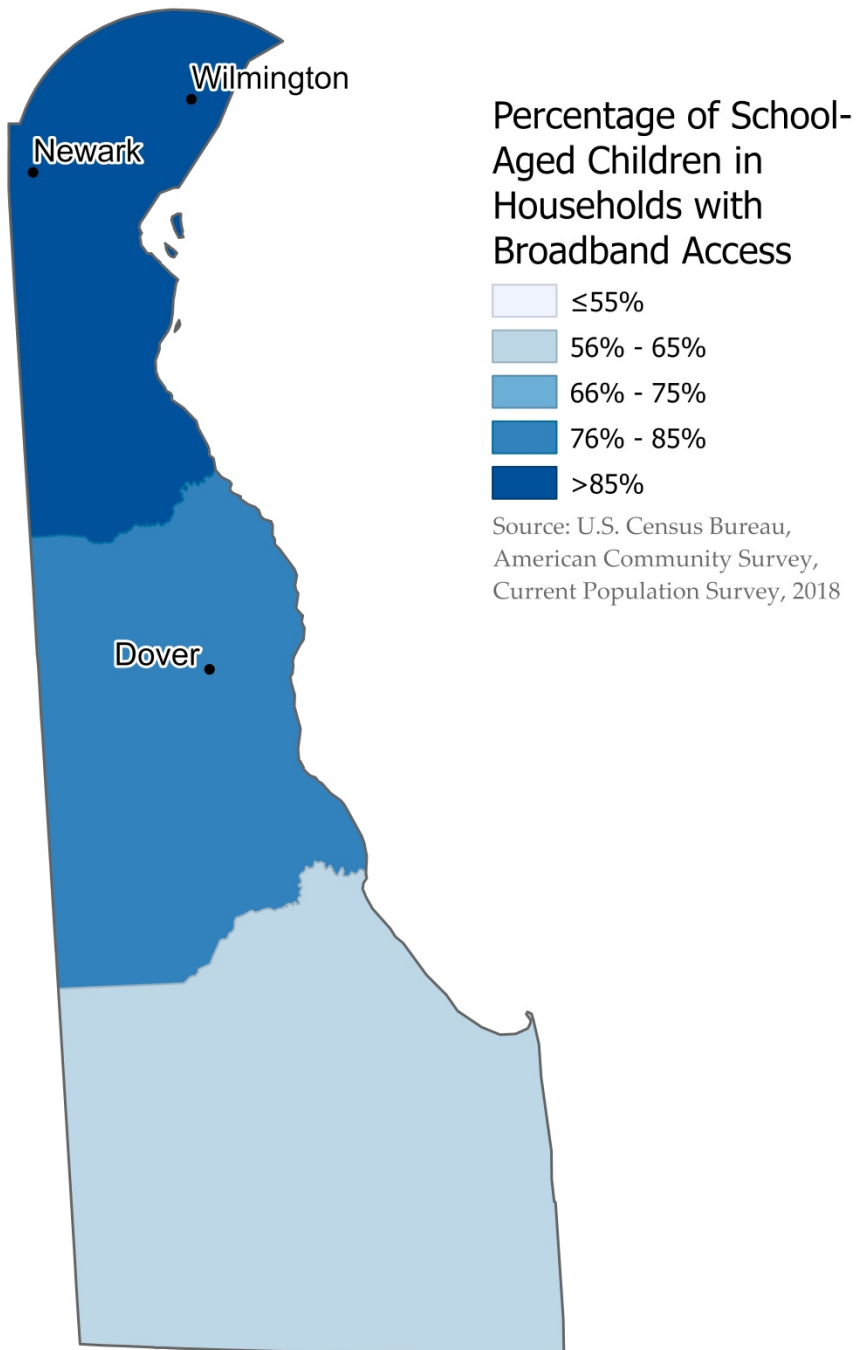 Wilmington
Newark
Dover
Percentage of School-
Aged Children in
Households with
Broadband Access
≤55%
56% - 65%
66% - 75%
76% - 85%
>85%
Source: U.S. Census Bureau,
American Community Survey,
Current Population Survey, 2018